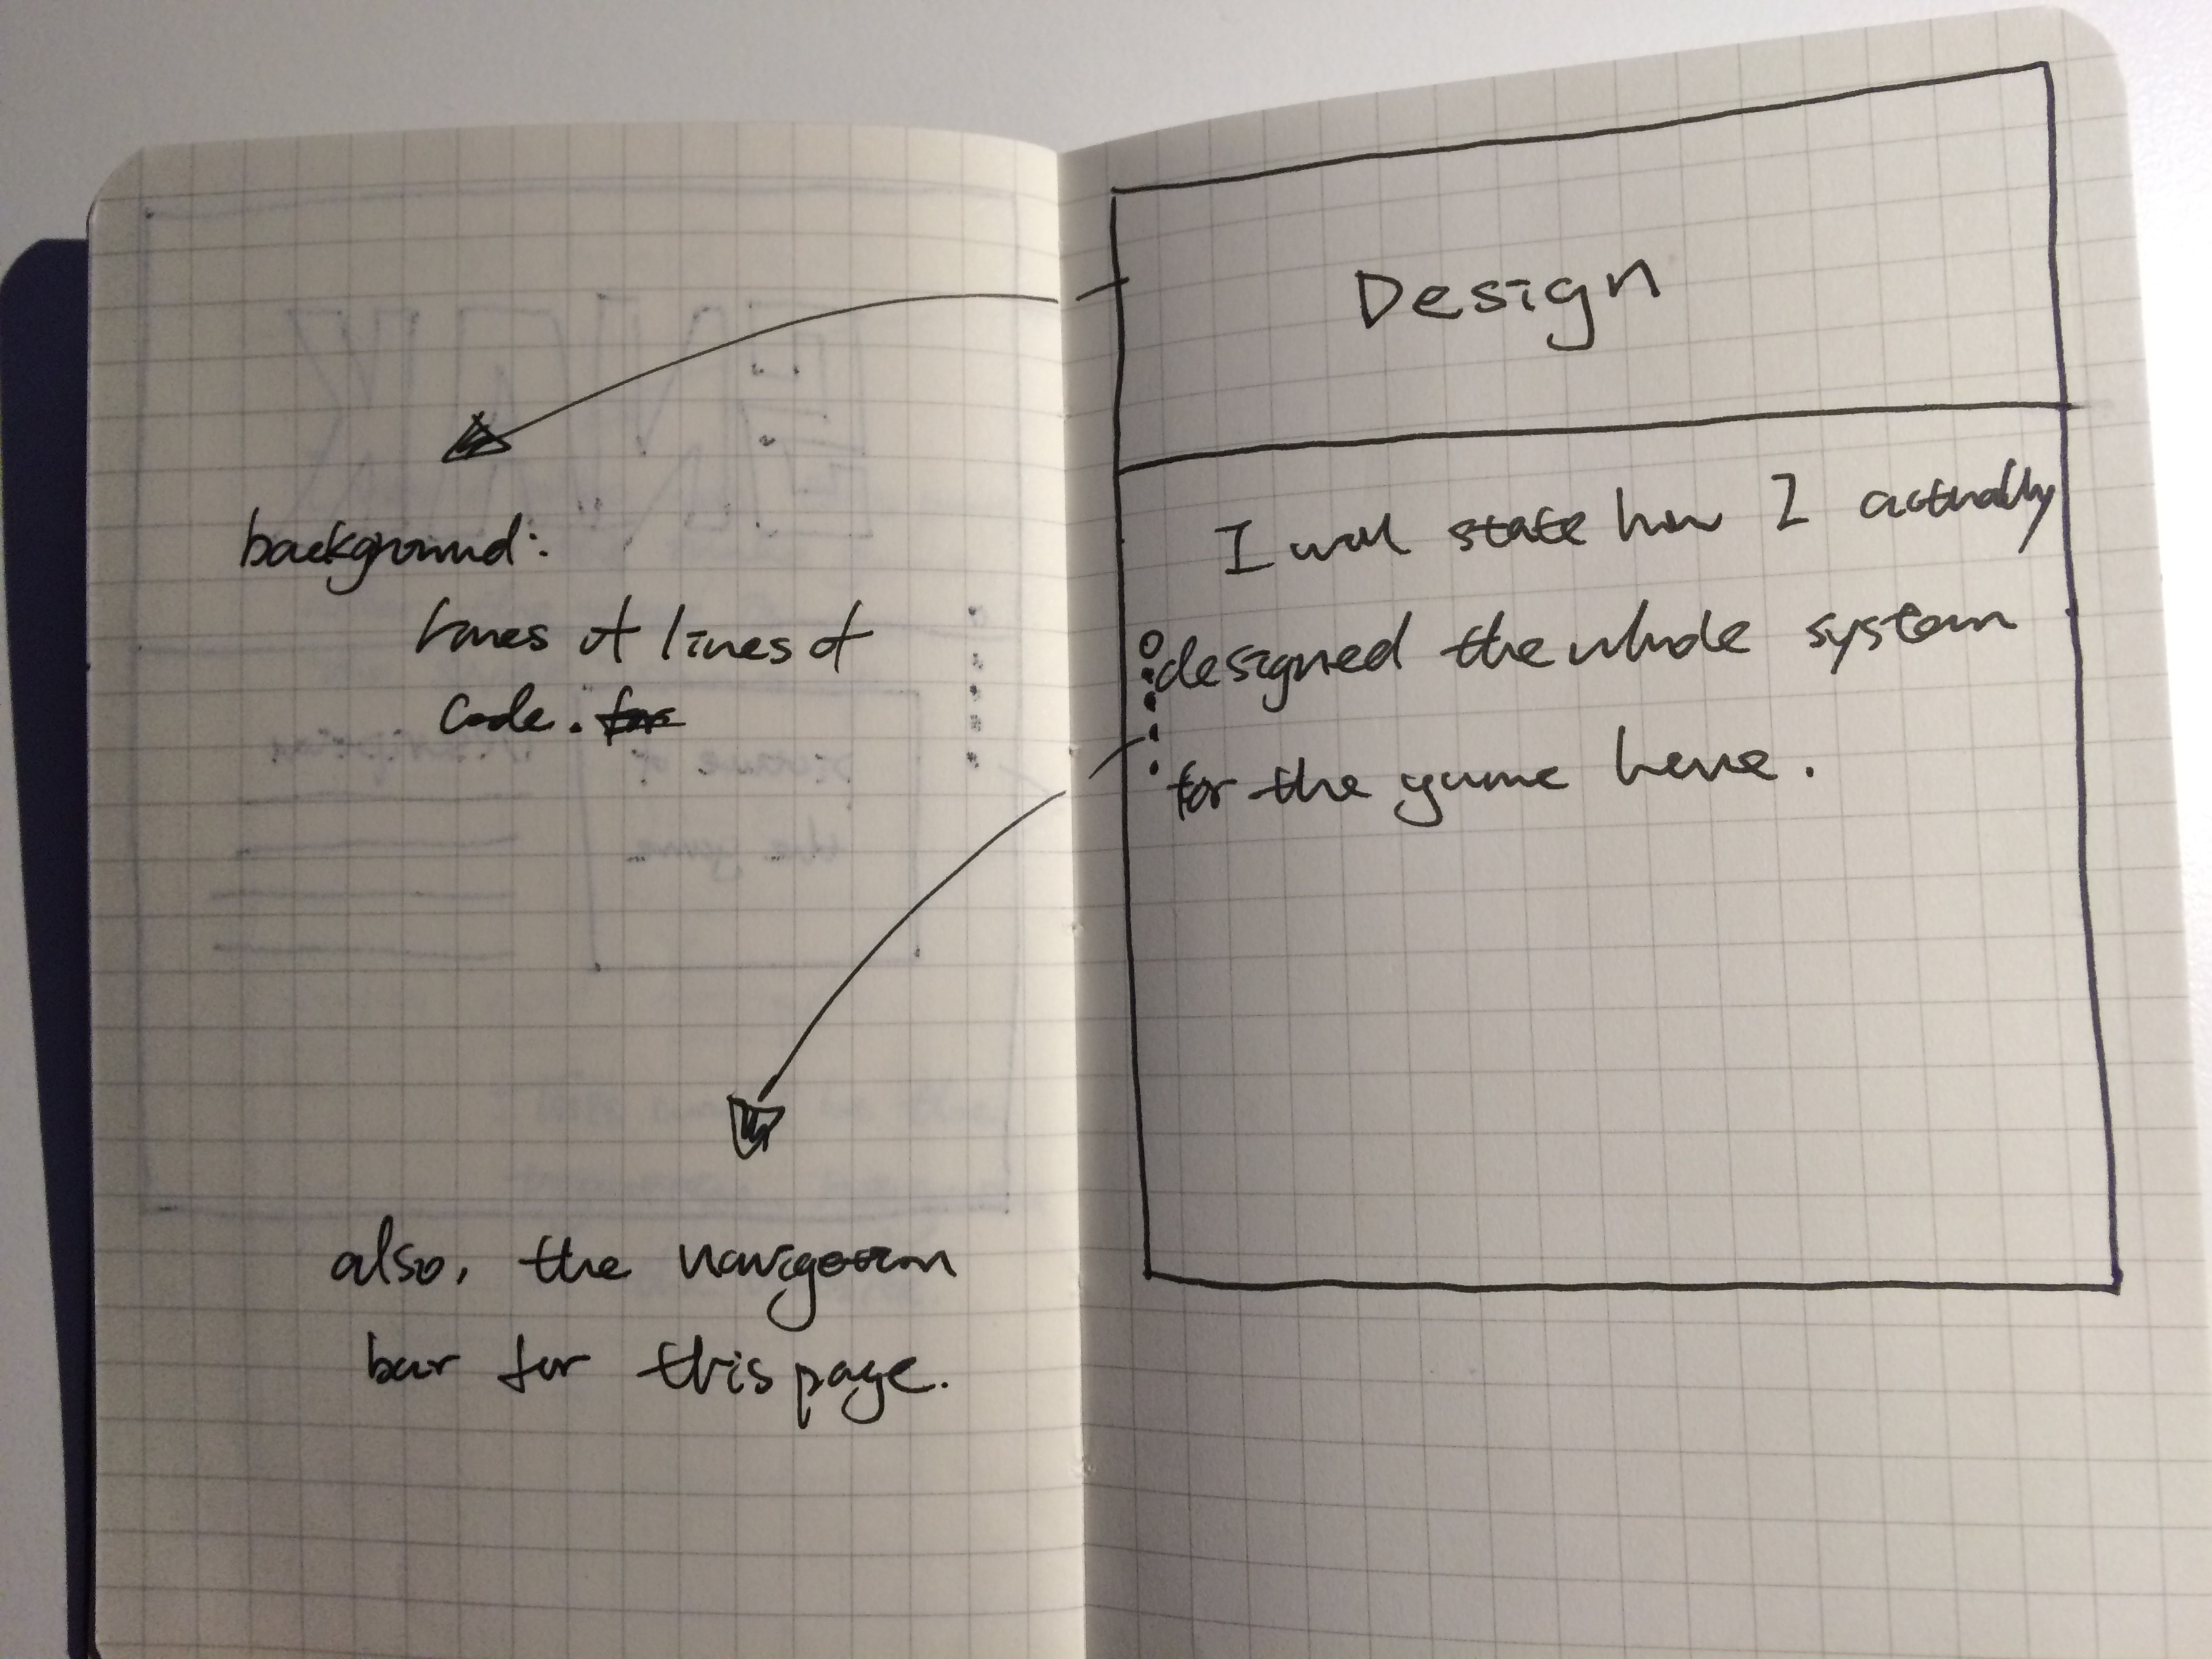 background:
lines of lines of
code.
also, the navigation
bar for this page.
Design
I will state how I actually
designed the whole system
for the game here.